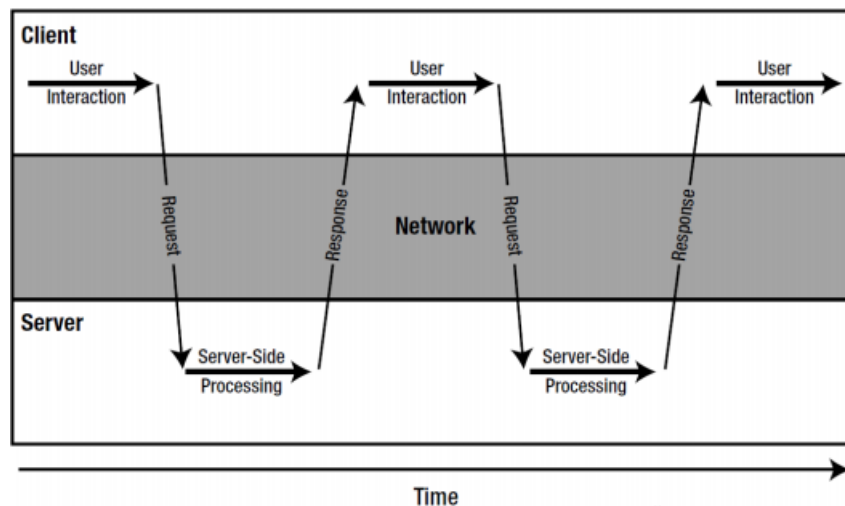 Client
User
Interaction
User
Interaction
User
Interaction
Request
Response
Network
Request
Response
Server
Server-Side
Processing
Server-Side
Processing
Time